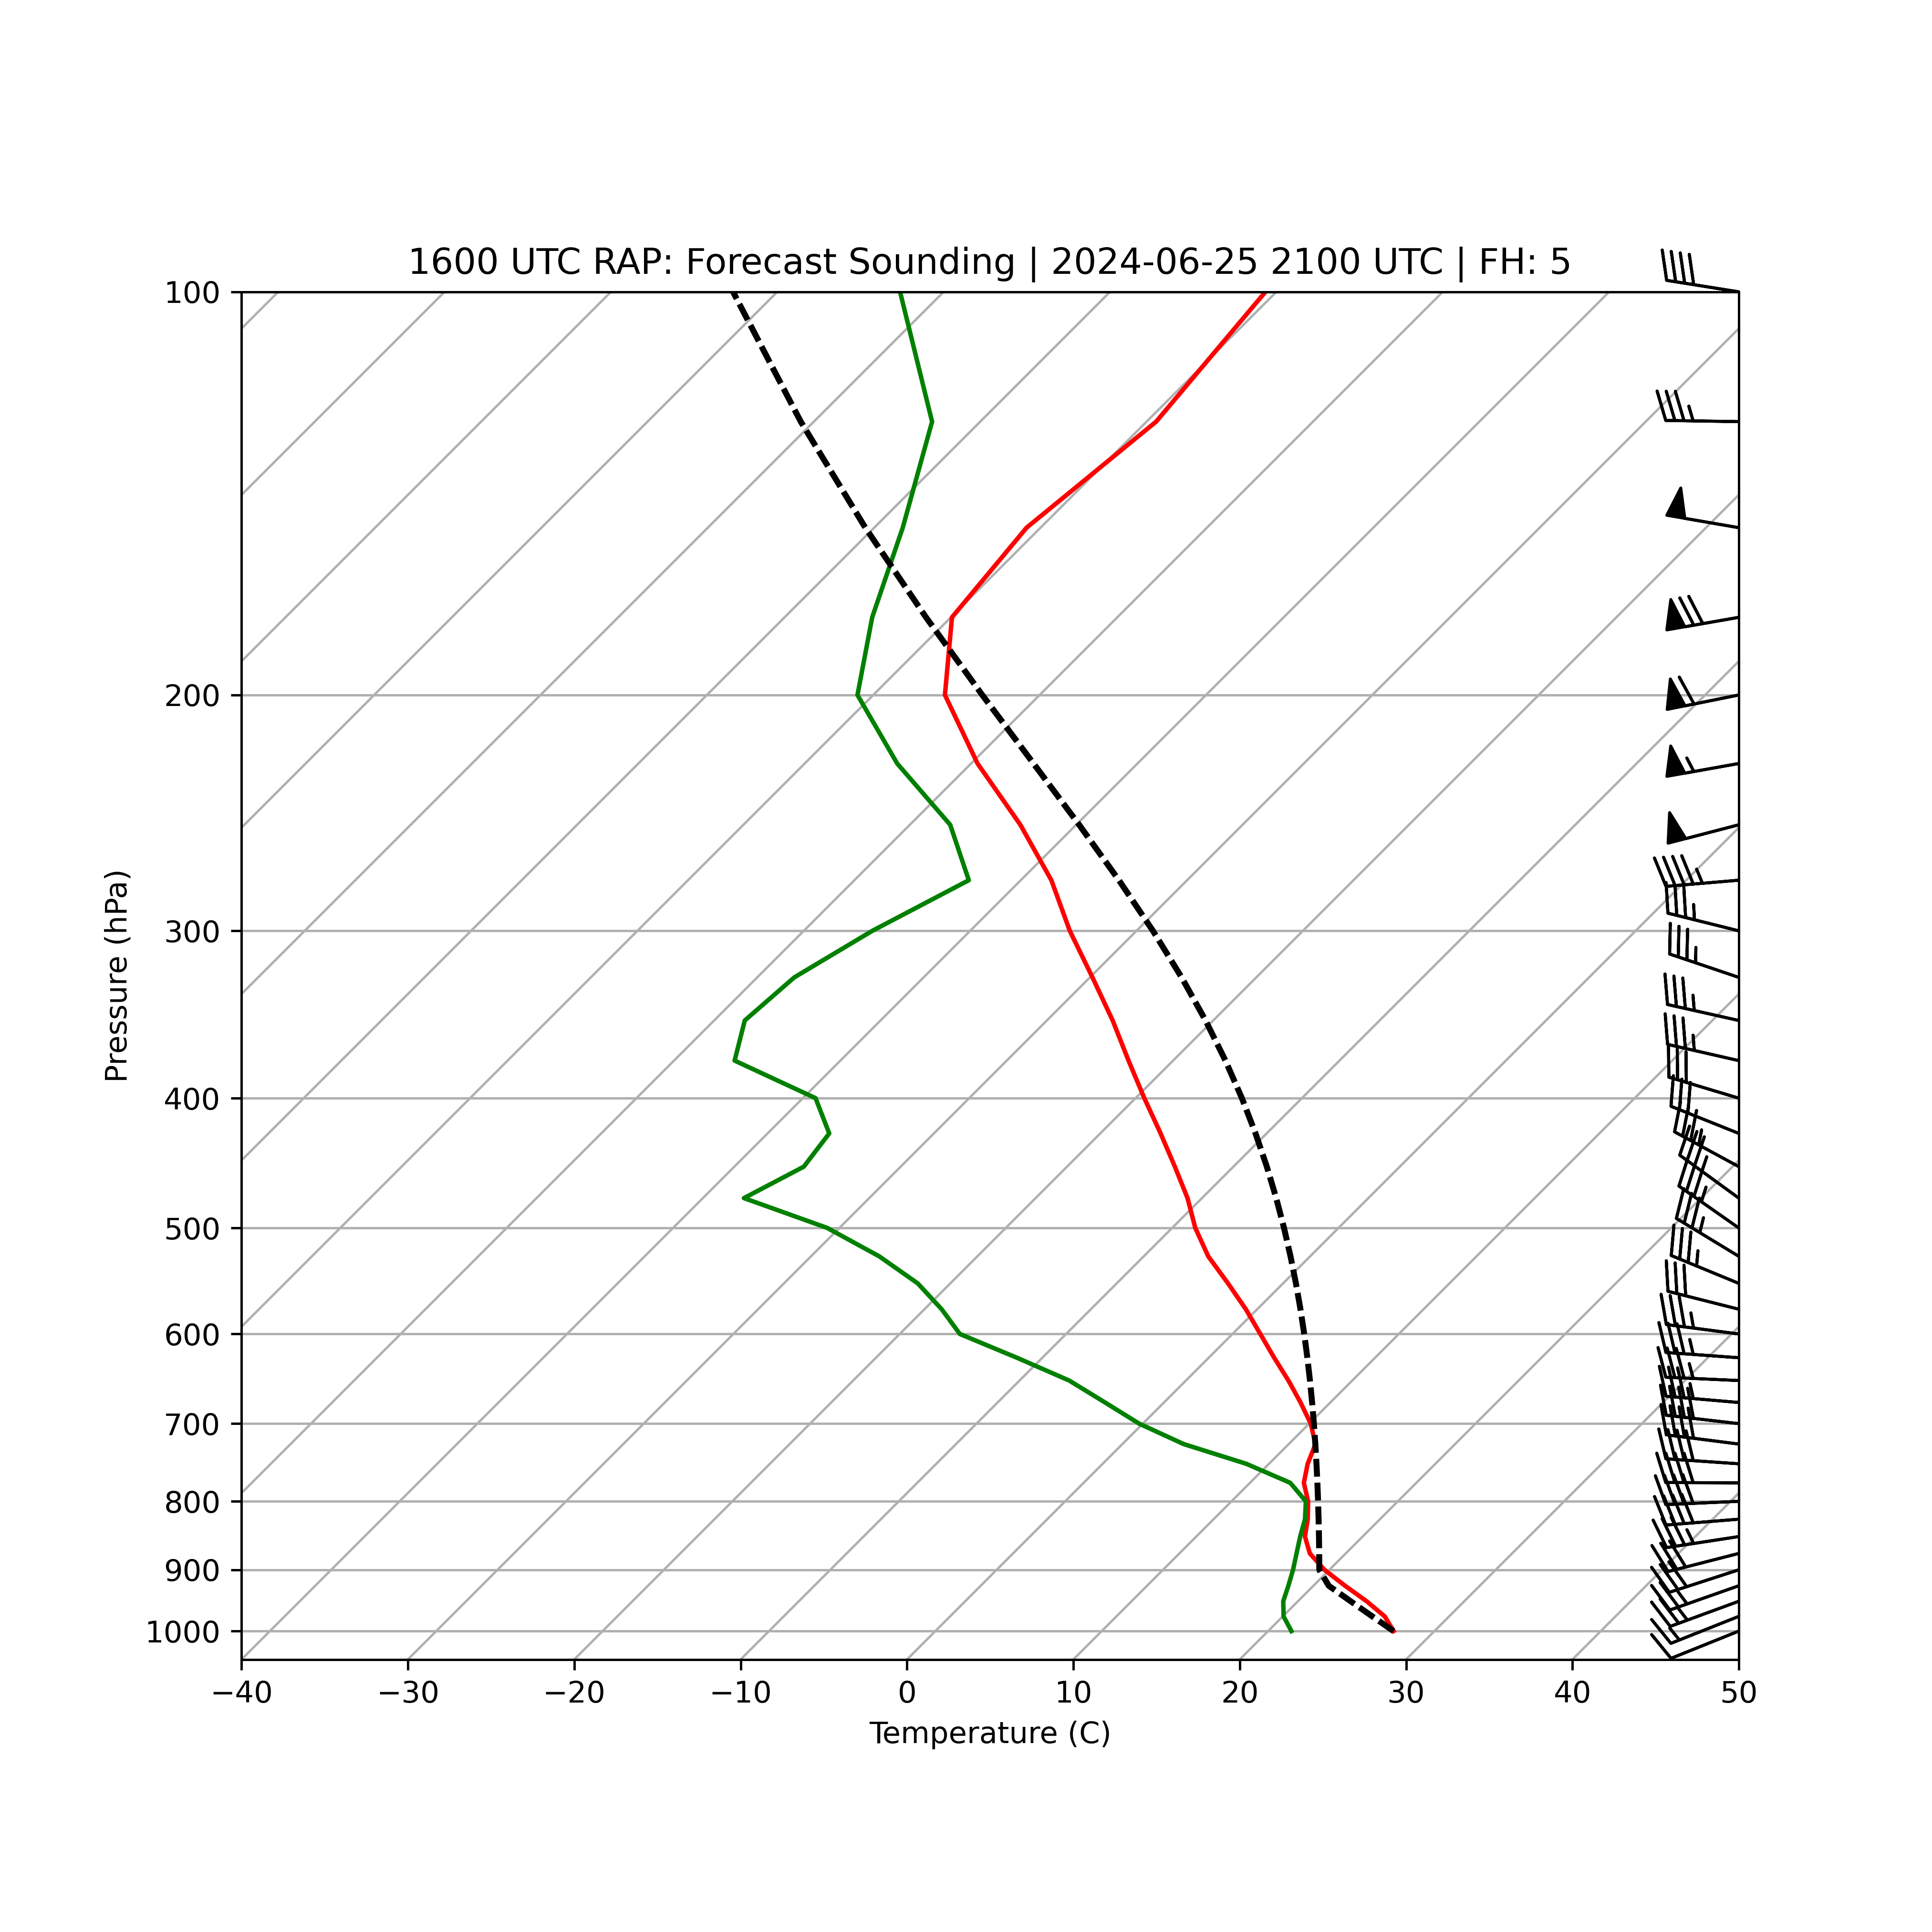 1600 UTC RAP: Forecast Sounding | 2024-06-25 2100 UTC | FH: 5
100
200
300
400
500
600
700
800
900
1000
Pressure (hPa)
−40 −30 −20 −10 0 10 20 30 40 50
Temperature (C)